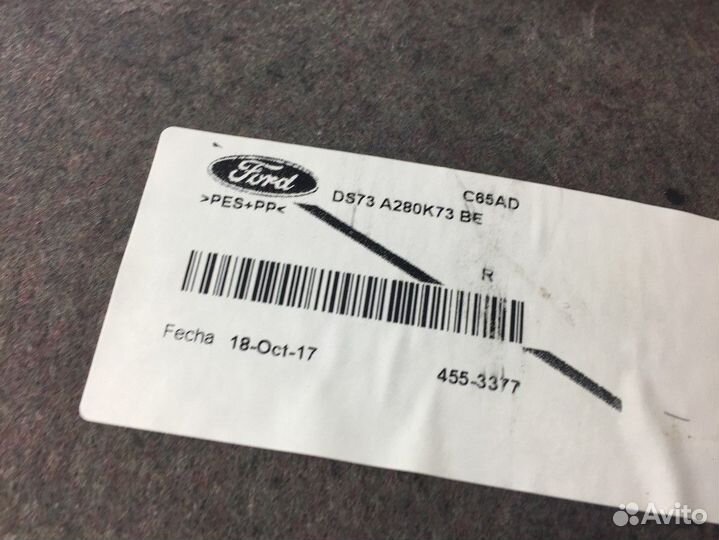 Ford
C65AD
>PES+PP<
DS73 A280K73 BE
R
Fecha 18-Oct-17
455-3377
Avito